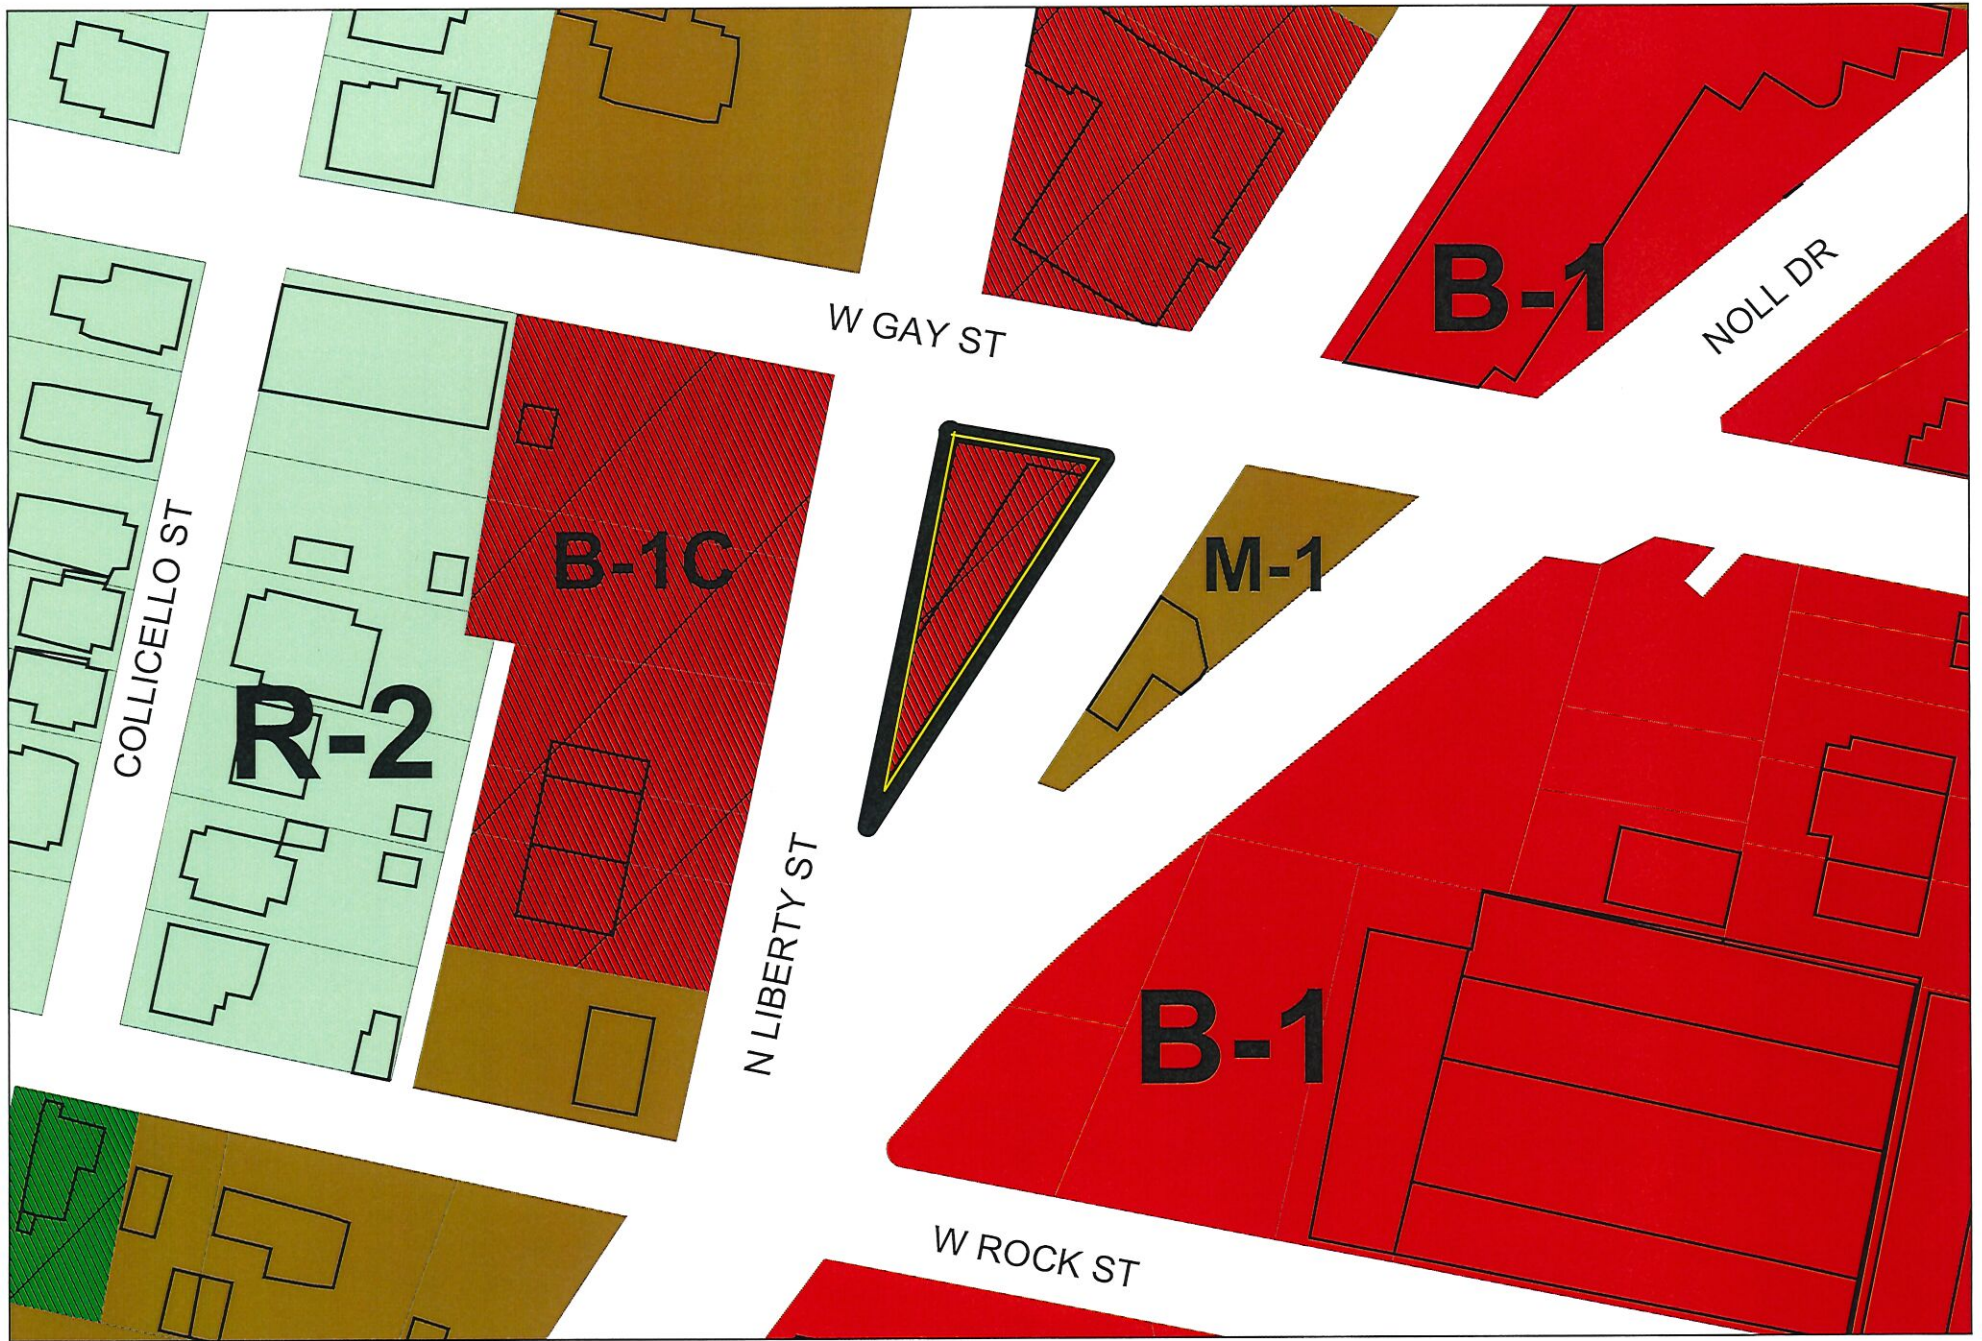 B-1
NOLL DR
W GAY ST
B-1C
M-1
COLLICELLO ST
R-2
N LIBERTY ST
B-1
W ROCK ST